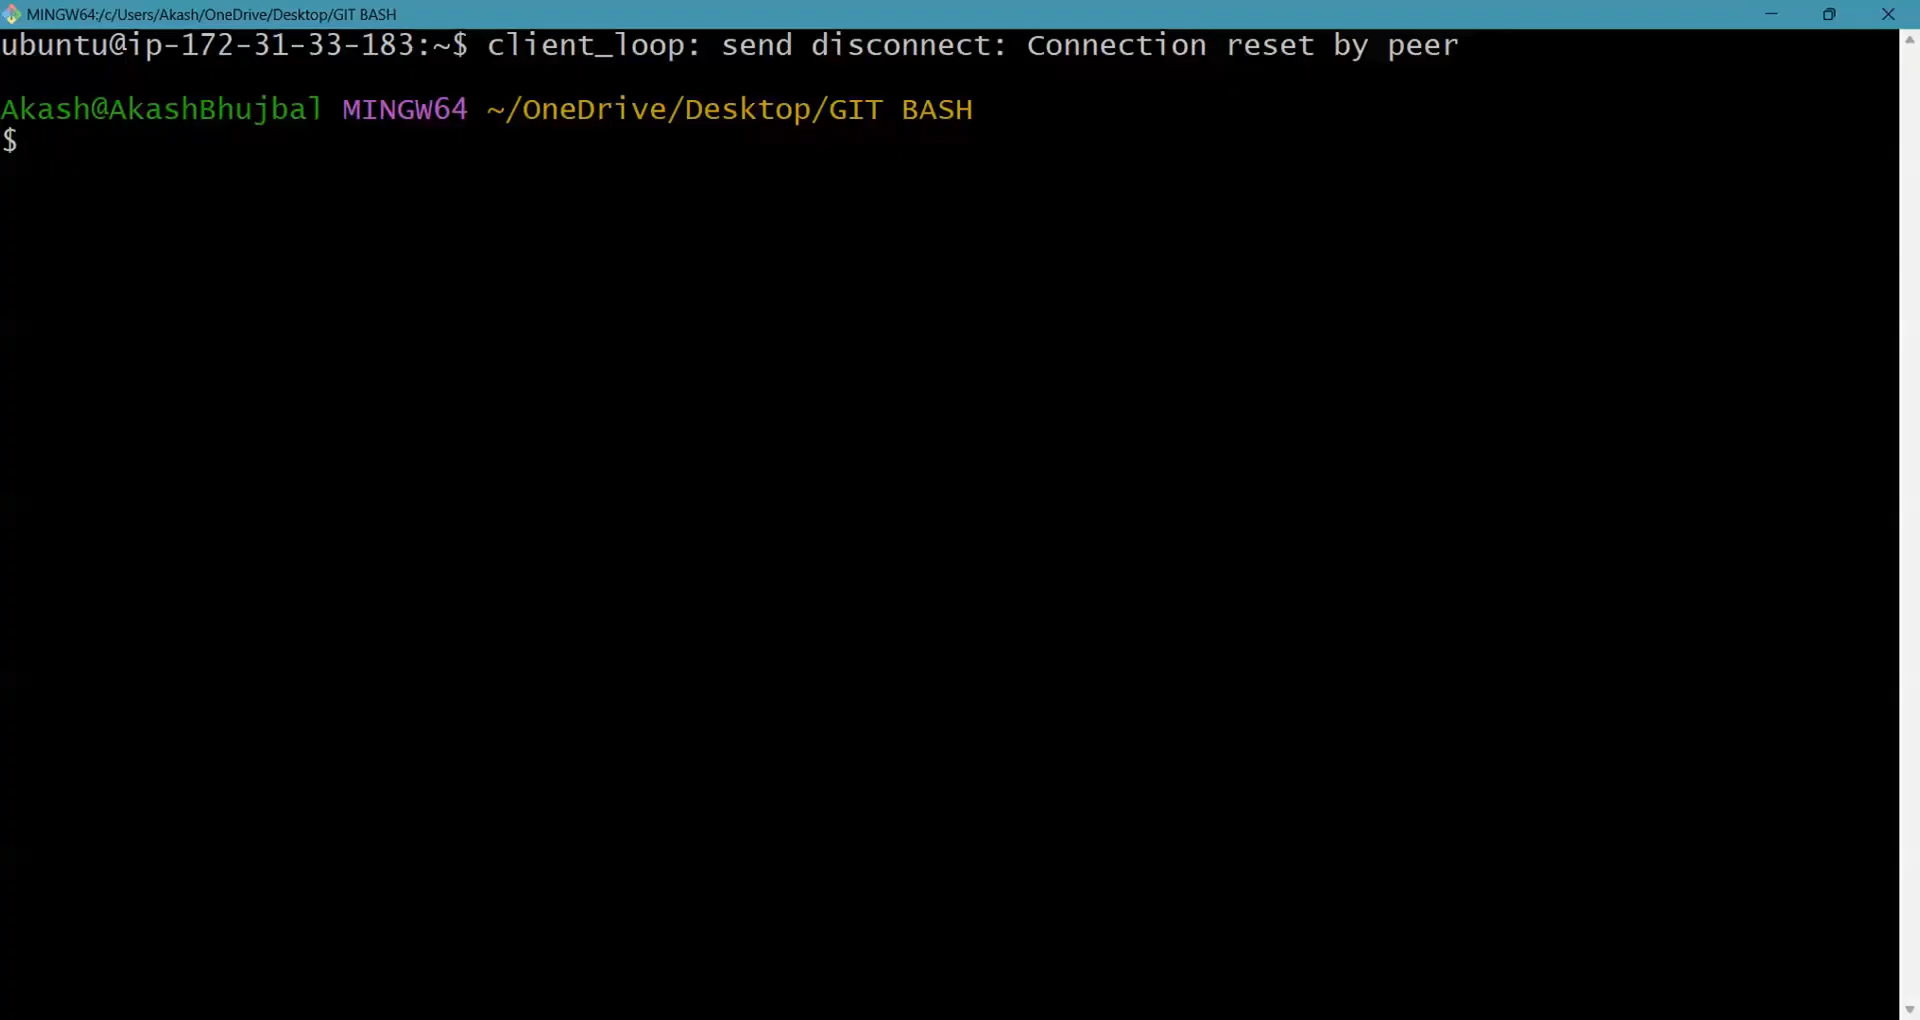 MINGW64:/c/Users/Akash/OneDrive/Desktop/GIT BASH
ubuntu@ip-172-31-33-183:~$ client_loop: send disconnect: Connection reset by peer
Akash@AkashBhujbal MINGW64 ~/OneDrive/Desktop/GIT BASH
$